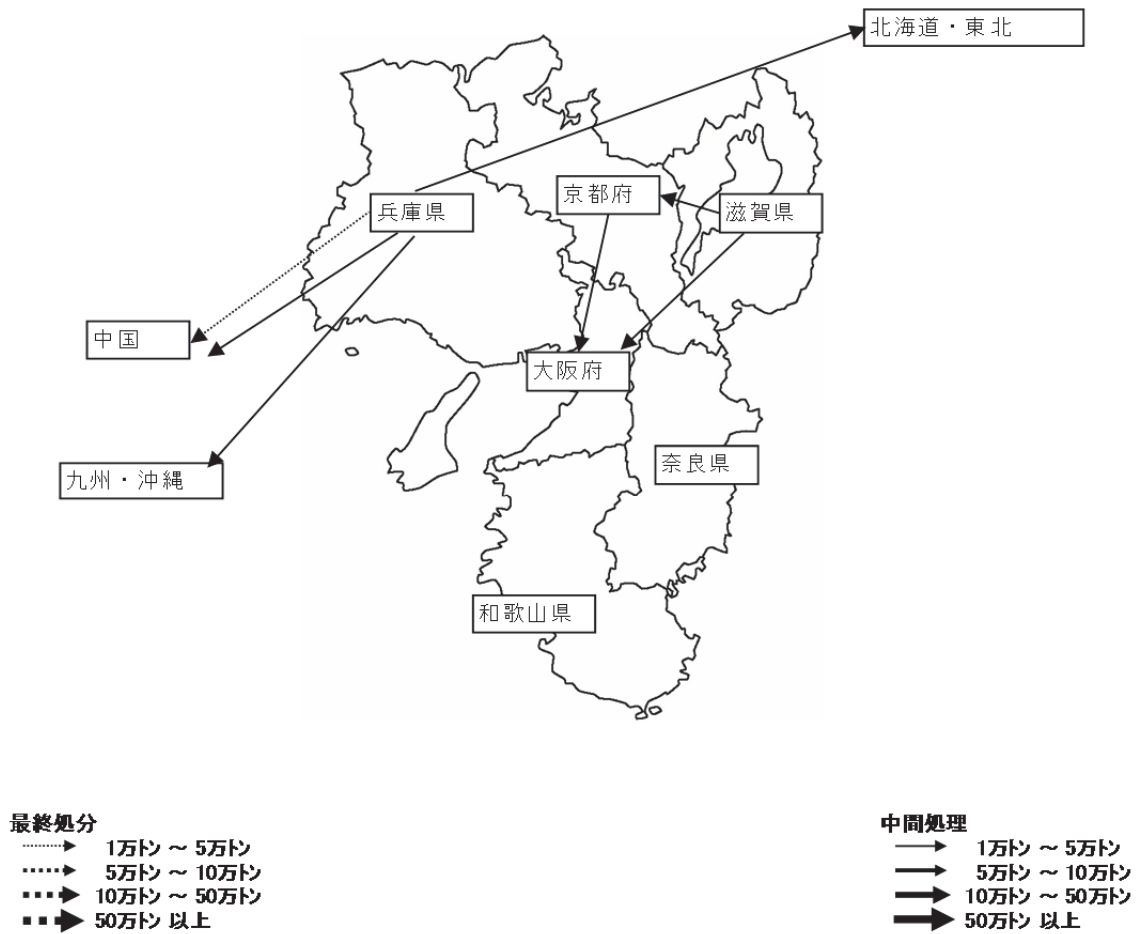 北海道・東北
京都府
滋賀県
兵庫県
中国
大阪府
奈良県
九州・沖縄
和歌山県
最終処分
1万トン ～ 5万トン
5万トン ～ 10万トン
10万トン ～ 50万トン
50万トン 以上
中間処理
1万トン ～ 5万トン
5万トン ～ 10万トン
10万トン ～ 50万トン
50万トン 以上